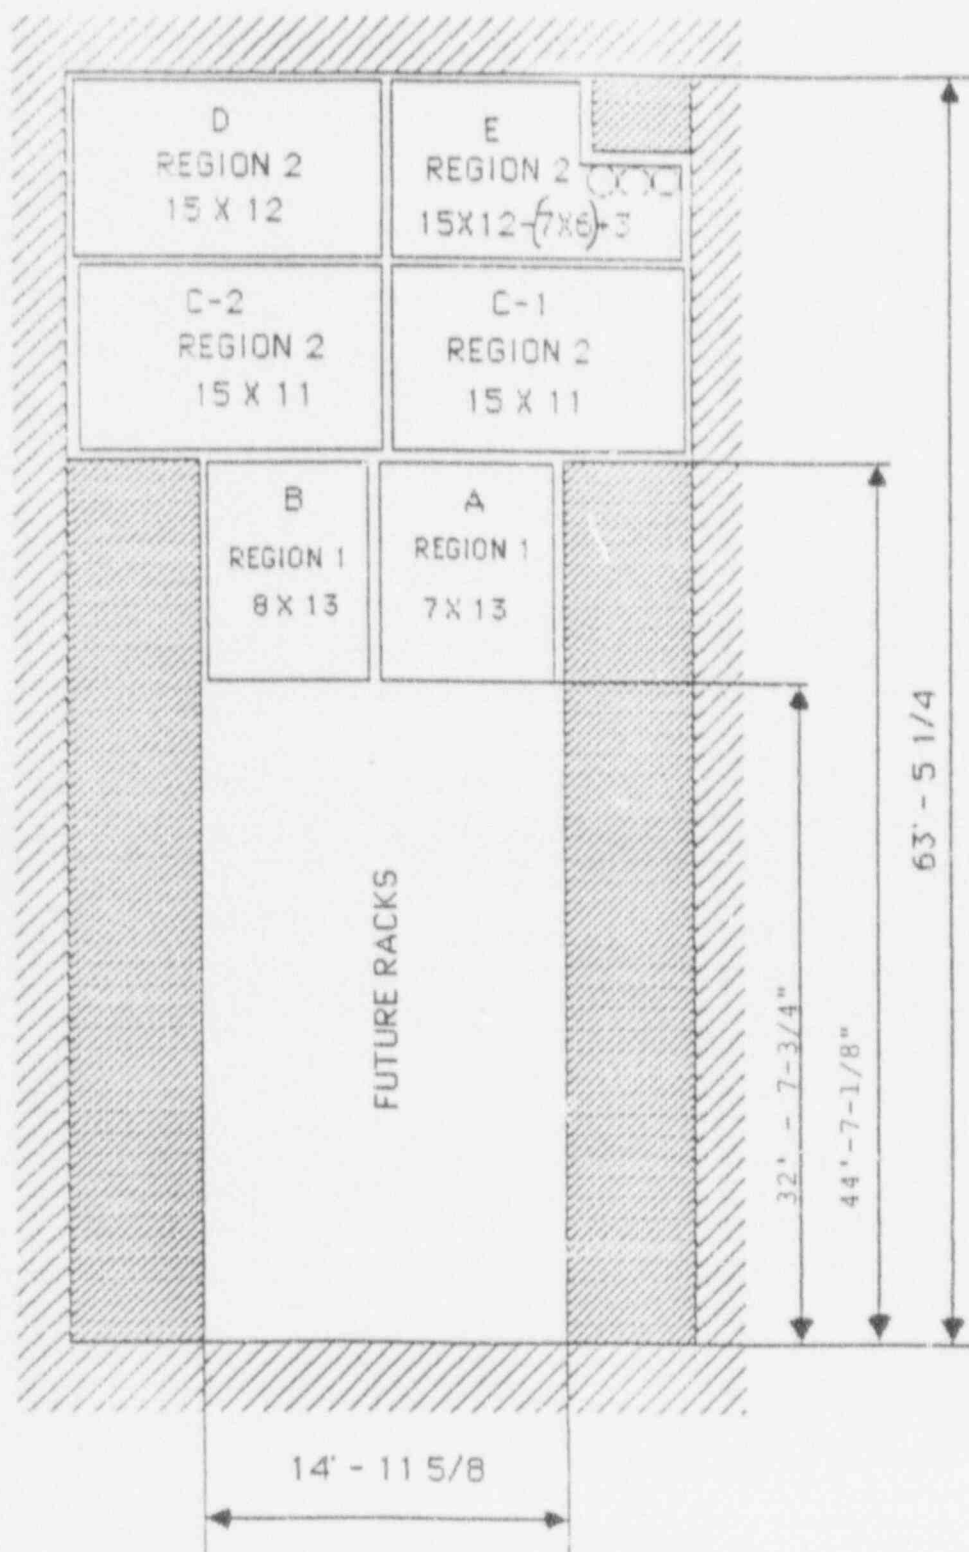 D
REGION 2
15 X 12
E
REGION 2
15X12-(7X6)+3
C-2
REGION 2
15 X 11
C-1
REGION 2
15 X 11
B
REGION 1
8 X 13
A
REGION 1
7 X 13
FUTURE RACKS
32' - 7-3/4"
44'-7-1/8"
63' - 5 1/4
14' - 11 5/8